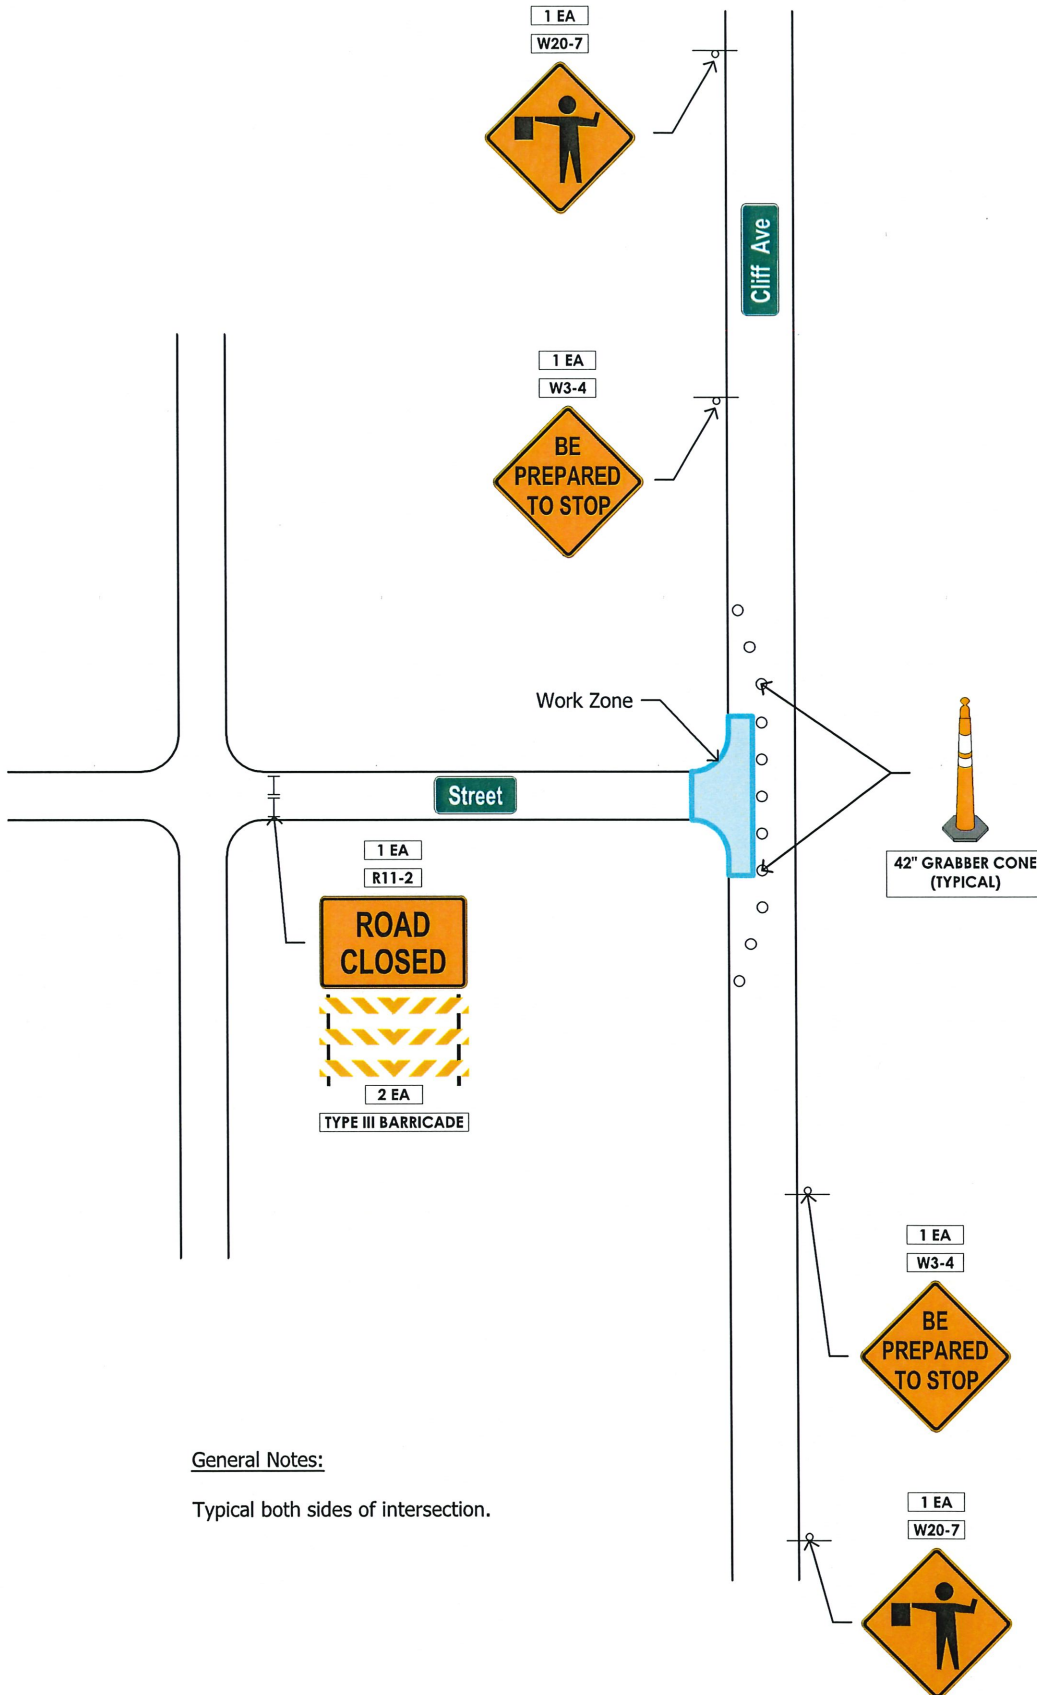 1 EA
W20-7
Cliff Ave
1 EA
W3-4
BE
PREPARED
TO STOP
Work Zone
Street
42" GRABBER CONE
(TYPICAL)
1 EA
R11-2
ROAD
CLOSED
2 EA
TYPE III BARRICADE
1 EA
W3-4
BE
PREPARED
TO STOP
General Notes:
Typical both sides of intersection.
1 EA
W20-7